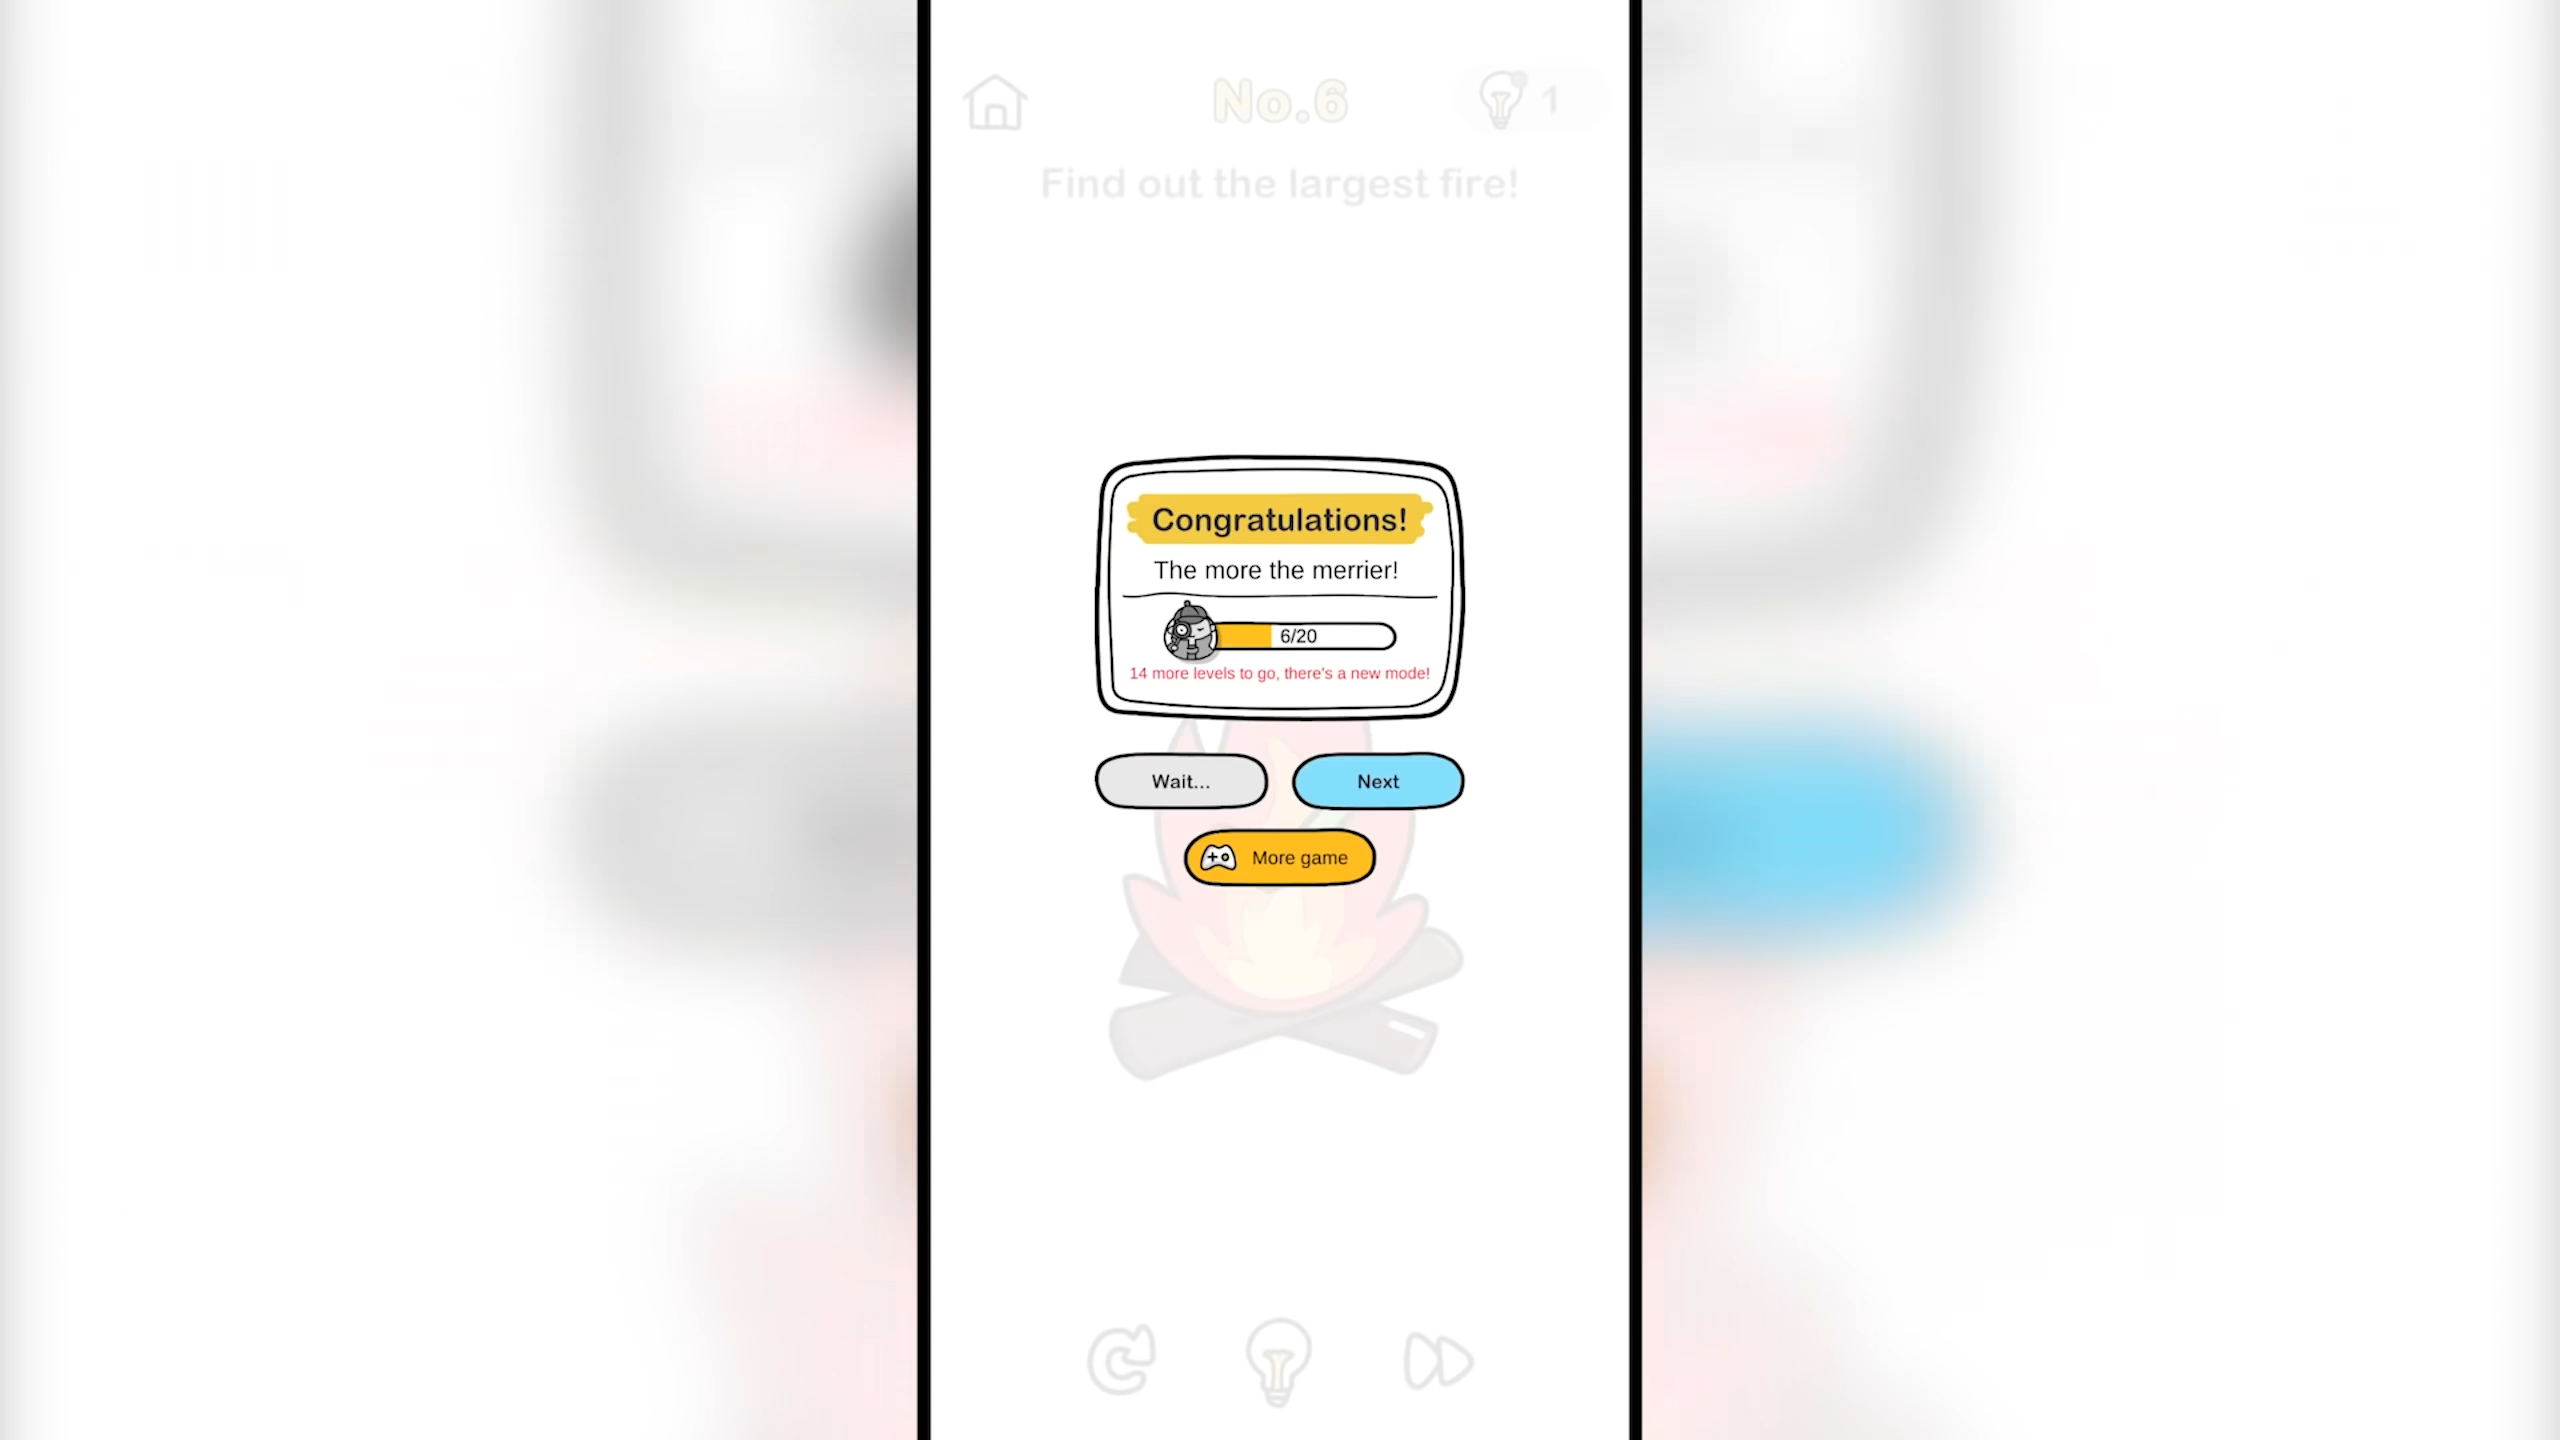 No.6
1
Find out the largest fire!
Congratulations!
The more the merrier!
6/20
14 more levels to go, there's a new mode!
Wait...
Next
More game